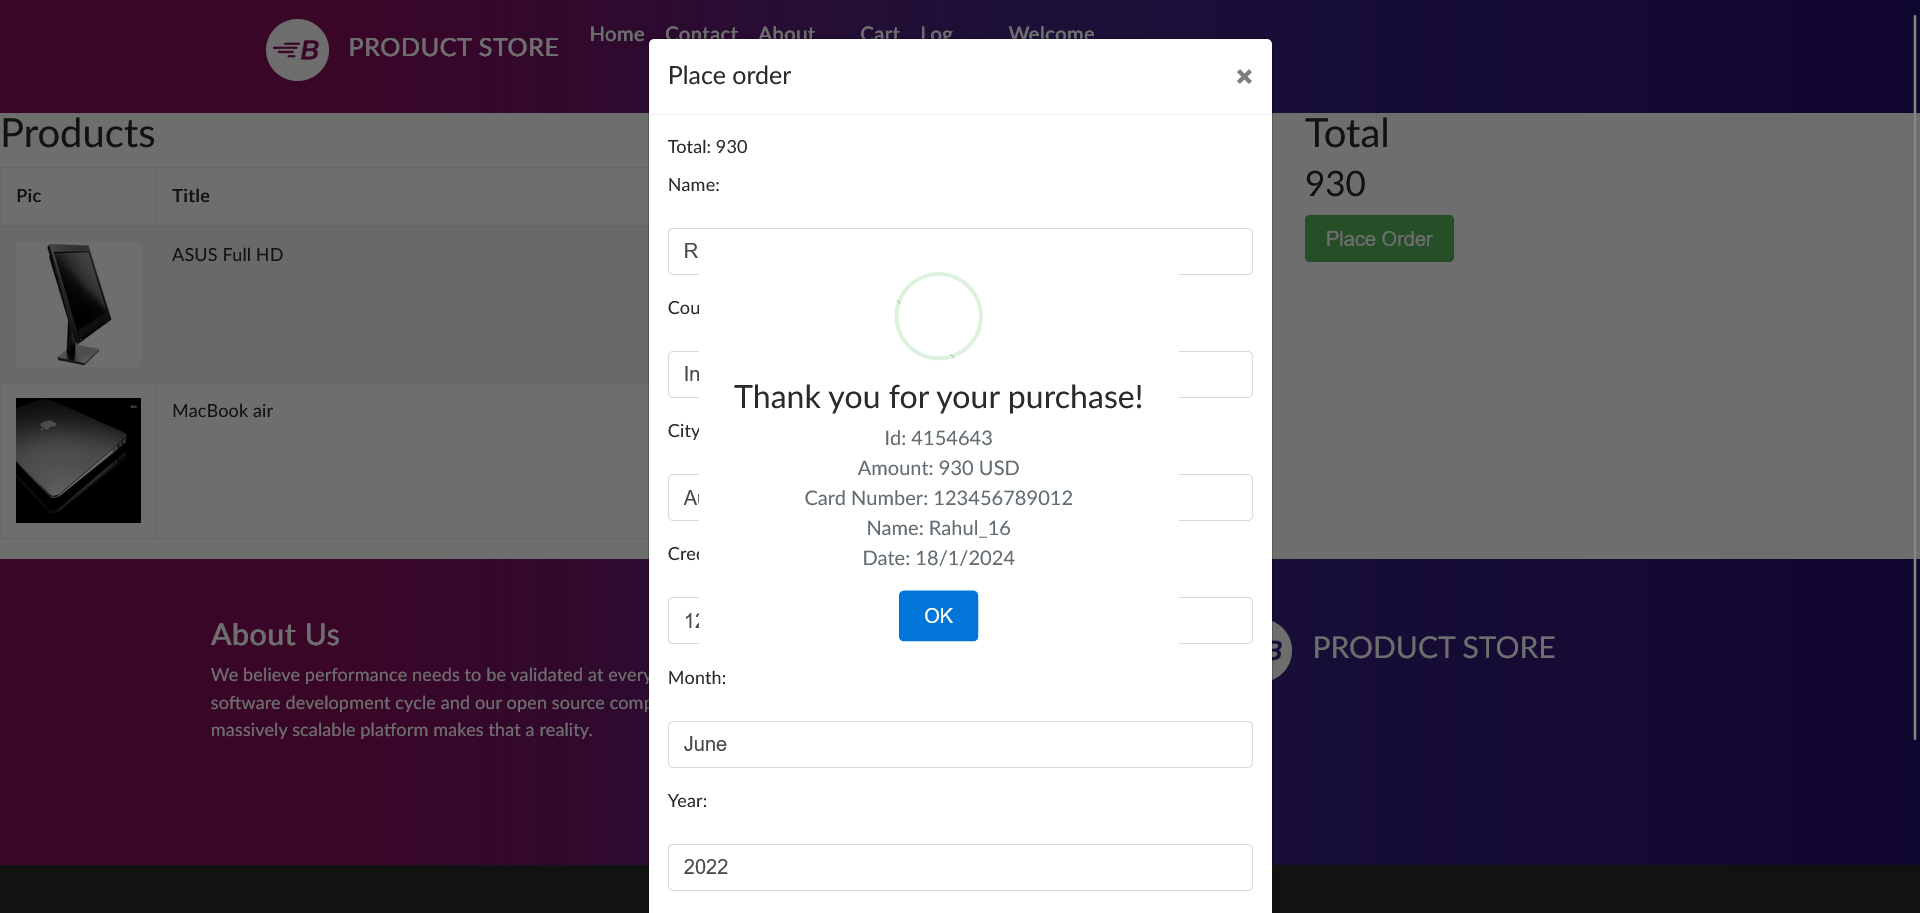 B
PRODUCT STORE
Home
Contact
About
Cart
Log
Welcome
Place order
×
Products
Total
930
Place Order
Pic
Title
ASUS Full HD
MacBook air
Total: 930
Name:
R
Cou
In
City
Cred
12
Thank you for your purchase!
Id: 4154643
Amount: 930 USD
Card Number: 123456789012
Name: Rahul_16
Date: 18/1/2024
OK
Month:
June
Year:
2022
About Us
We believe performance needs to be validated at every
software development cycle and our open source comp
massively scalable platform makes that a reality.
B
PRODUCT STORE